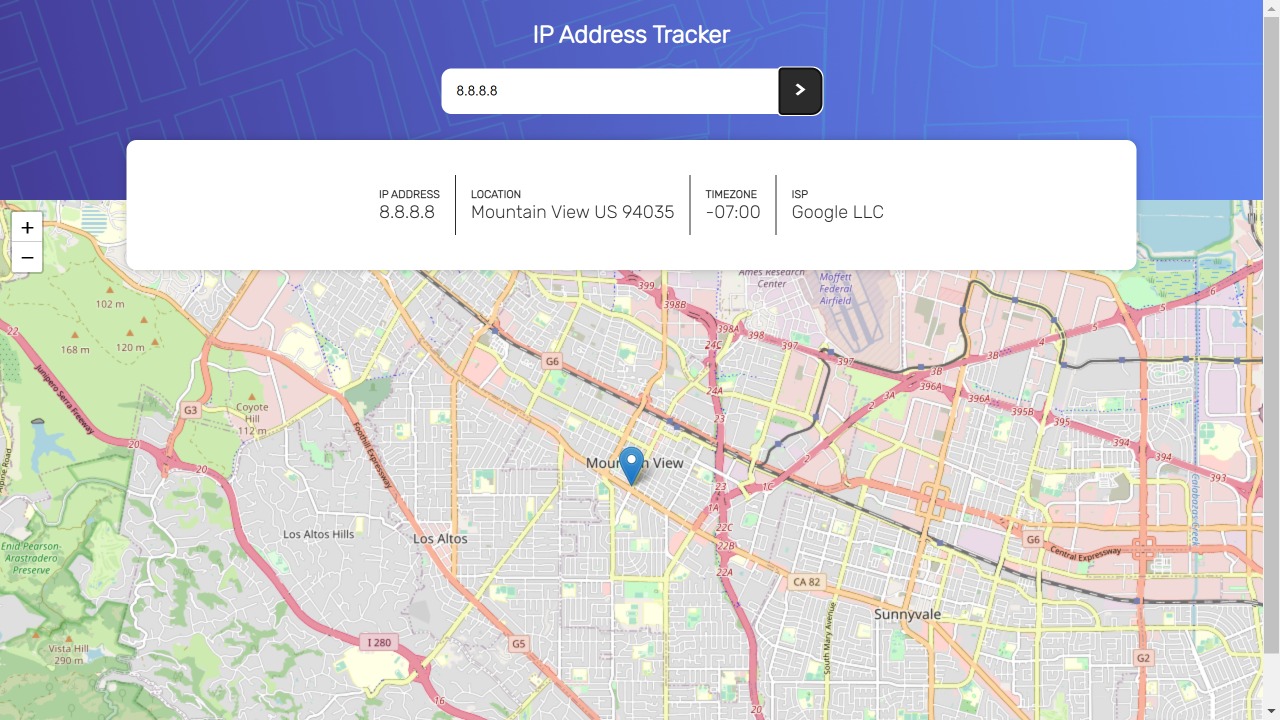 IP Address Tracker
8.8.8.8
>
IP ADDRESS
8.8.8.8
LOCATION
Mountain View US 94035
TIMEZONE
-07:00
ISP
Google LLC
+
−
Ames Research
Center
Moffett
Federal
Airfield
399
398B
398A
398
397
397
24C
24A
23
23
6
5
5
4
3B
3B
3A
2
396A
396A
395B
395
394
394
393
22
102 m
168 m
120 m
Junipero Serra Freeway
G3
Coyote
Hill
112 m
G6
20
20
Foothill Expressway
Mountain View
1C
1A
22C
22B
22A
Los Altos Hills
Los Altos
Enid Pearson-
Arastradero
Preserve
G6
Central Expressway
CA 82
Sunnyvale
South Mary Avenue
I 280
G5
G2
Vista Hill
290 m
16
20